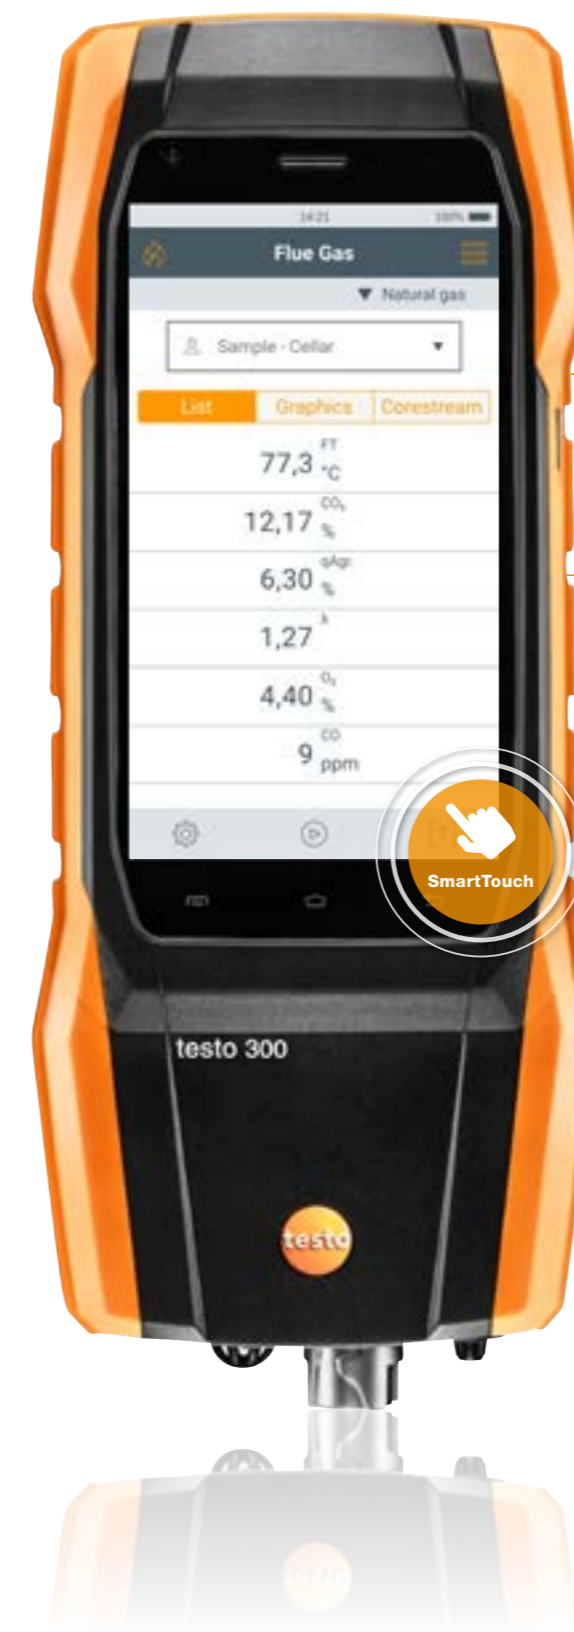 14:21 100%
Flue Gas
▼ Natural gas
Sample - Cellar ▼
List Graphics Corestream
77,3 FT °C
12,17 CO₂ %
6,30 qAgr %
1,27 λ
4,40 O₂ %
9 CO ppm
SmartTouch
testo 300
testo